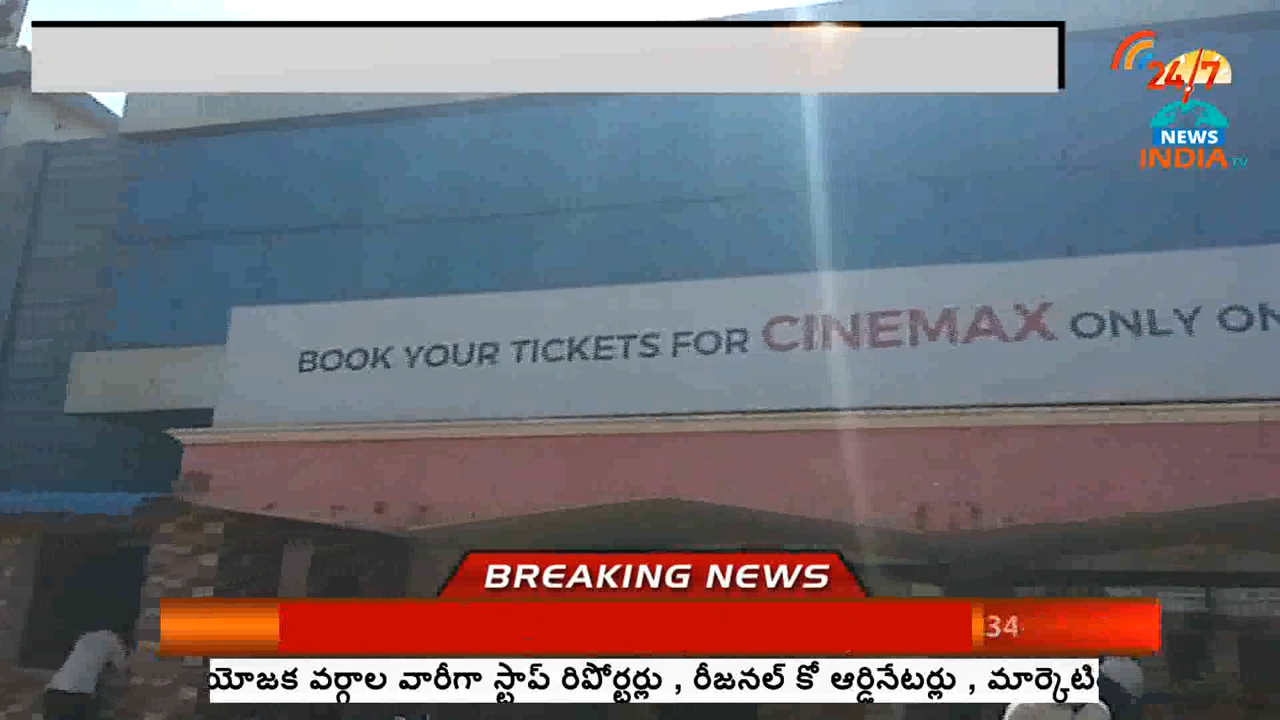 24/7
NEWS
INDIA TV
BOOK YOUR TICKETS FOR CINEMAX ONLY ON
BREAKING NEWS
34
యోజక వర్గాల వారీగా స్టాప్ రిపోర్టర్లు , రీజనల్ కో ఆర్డినేటర్లు , మార్కెటి